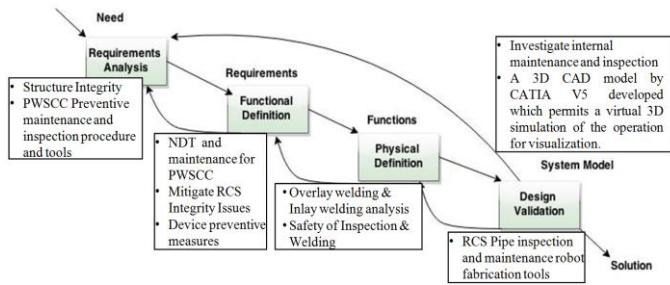 Need
Requirements
Analysis
• Structure Integrity
• PWSCC Preventive
maintenance and
inspection procedure
and tools
Requirements
Functional
Definition
• NDT and
maintenance for
PWSCC
• Mitigate RCS
Integrity Issues
• Device preventive
measures
Functions
Physical
Definition
• Overlay welding &
Inlay welding analysis
• Safety of Inspection &
Welding
• Investigate internal
maintenance and inspection
• A 3D CAD model by
CATIA V5 developed
which permits a virtual 3D
simulation of the operation
for visualization.
System Model
Design
Validation
• RCS Pipe inspection
and maintenance robot
fabrication tools
Solution